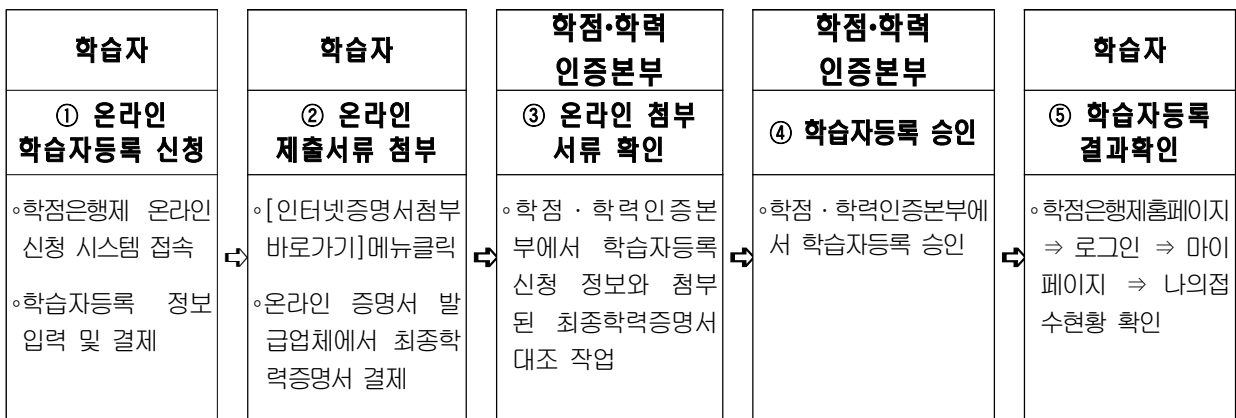 학습자
① 온라인
학습자등록 신청
◦학점은행제 온라인
신청 시스템 접속
◦학습자등록 정보
입력 및 결제
➪
학습자
② 온라인
제출서류 첨부
◦[인터넷증명서첨부
바로가기]메뉴클릭
◦온라인 증명서 발
급업체에서 최종학
력증명서 결제
➪
학점·학력
인증본부
③ 온라인 첨부
서류 확인
◦학점·학력인증본
부에서 학습자등록
신청 정보와 첨부
된 최종학력증명서
대조 작업
➪
학점·학력
인증본부
④ 학습자등록 승인
◦학점·학력인증본부에
서 학습자등록 승인
➪
학습자
⑤ 학습자등록
결과확인
◦학점은행제홈페이지
⇒ 로그인 ⇒ 마이
페이지 ⇒ 나의접
수현황 확인